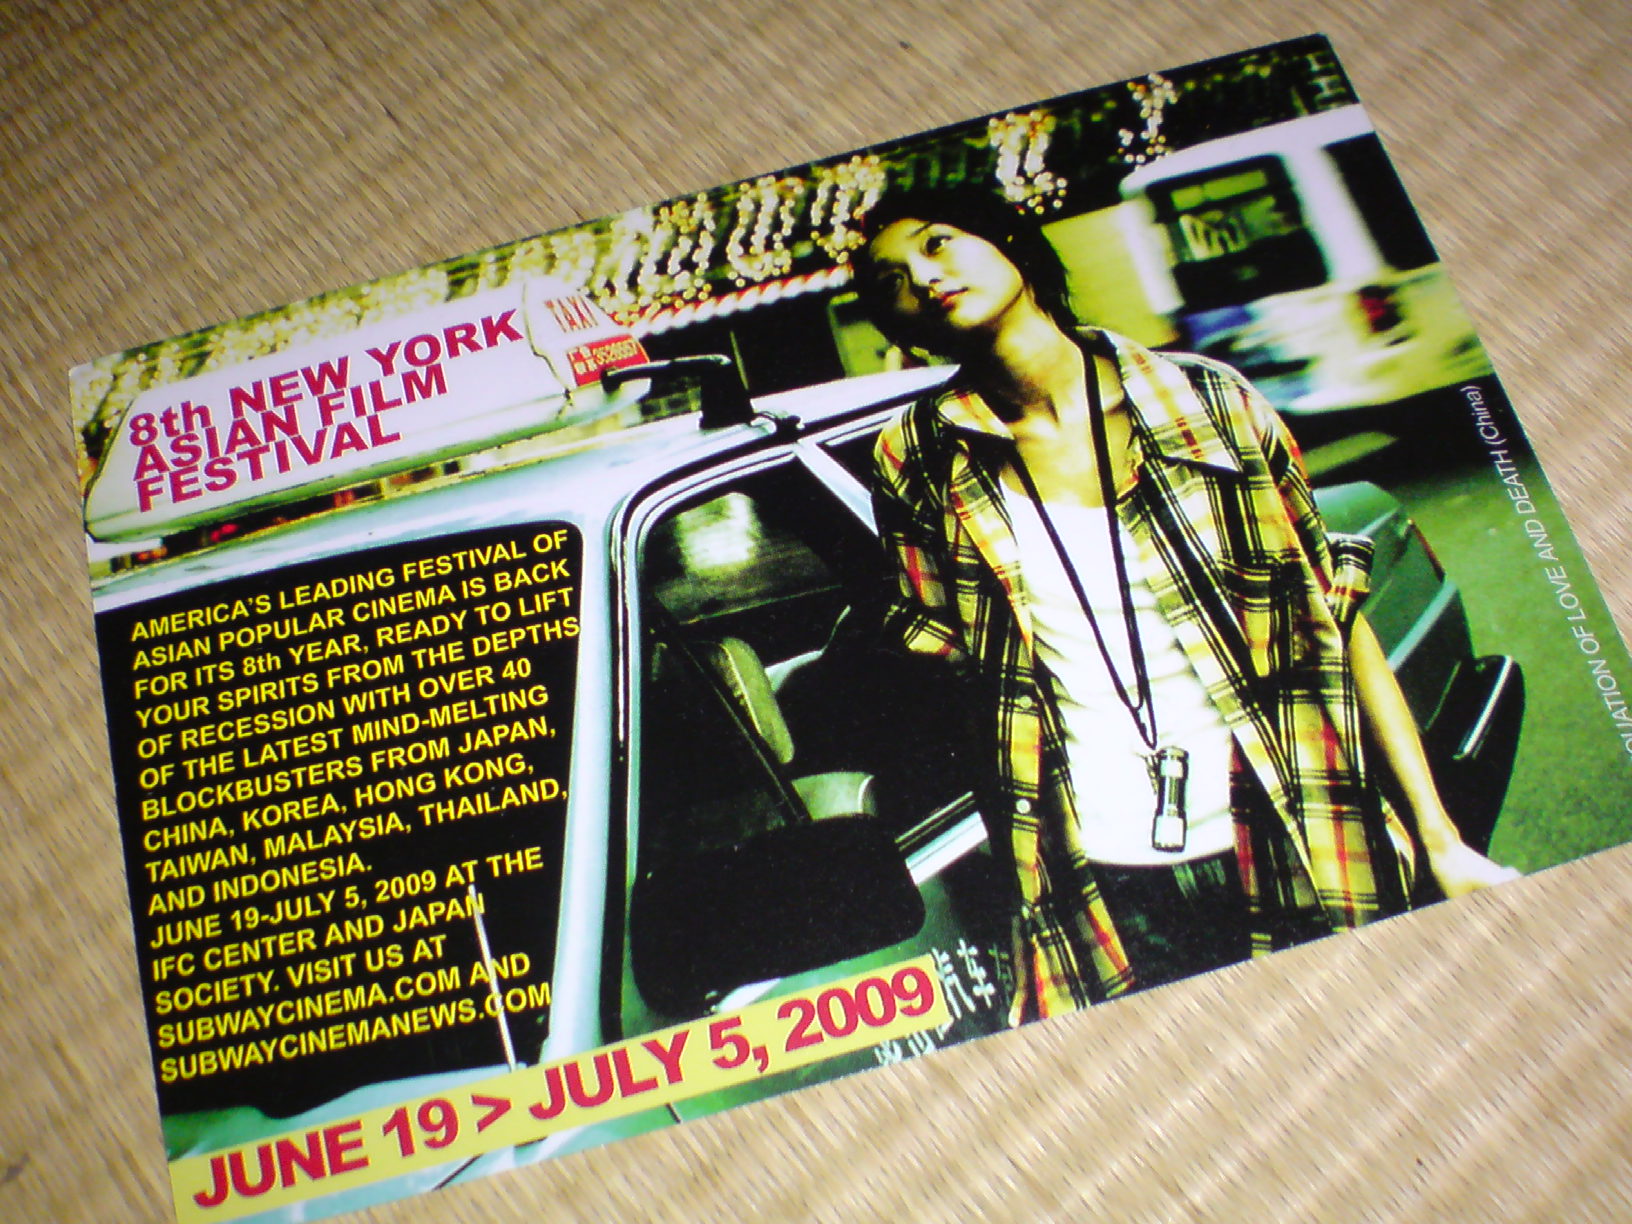 8th NEW YORK
ASIAN FILM
FESTIVAL
TAXI
AMERICA'S LEADING FESTIVAL OF
ASIAN POPULAR CINEMA IS BACK
FOR ITS 8th YEAR, READY TO LIFT
YOUR SPIRITS FROM THE DEPTHS
OF RECESSION WITH OVER 40
OF THE LATEST MIND-MELTING
BLOCKBUSTERS FROM JAPAN,
CHINA, KOREA, HONG KONG,
TAIWAN, MALAYSIA, THAILAND,
AND INDONESIA.
JUNE 19-JULY 5, 2009 AT THE
IFC CENTER AND JAPAN
SOCIETY. VISIT US AT
SUBWAYCINEMA.COM AND
SUBWAYCINEMANEWS.COM
JUNE 19 > JULY 5, 2009
OF LOVE AND DEATH (China)